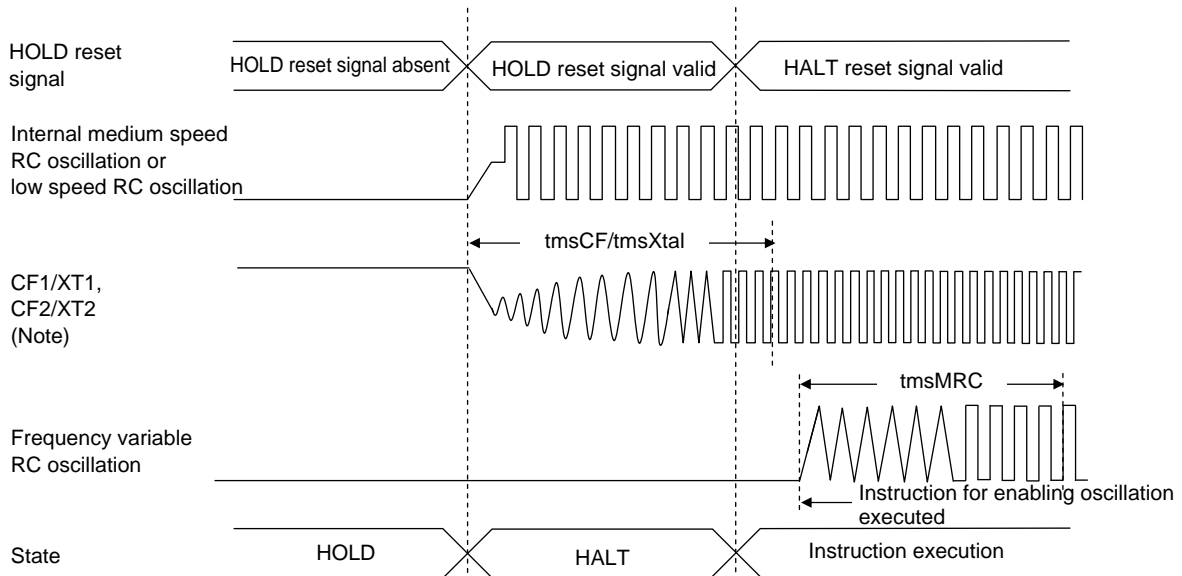 HOLD reset
signal
HOLD reset signal absent
HOLD reset signal valid
HALT reset signal valid
Internal medium speed
RC oscillation or
low speed RC oscillation
tmsCF/tmsXtal
CF1/XT1,
CF2/XT2
(Note)
tmsMRC
Frequency variable
RC oscillation
Instruction for enabling oscillation
executed
State
HOLD
HALT
Instruction execution